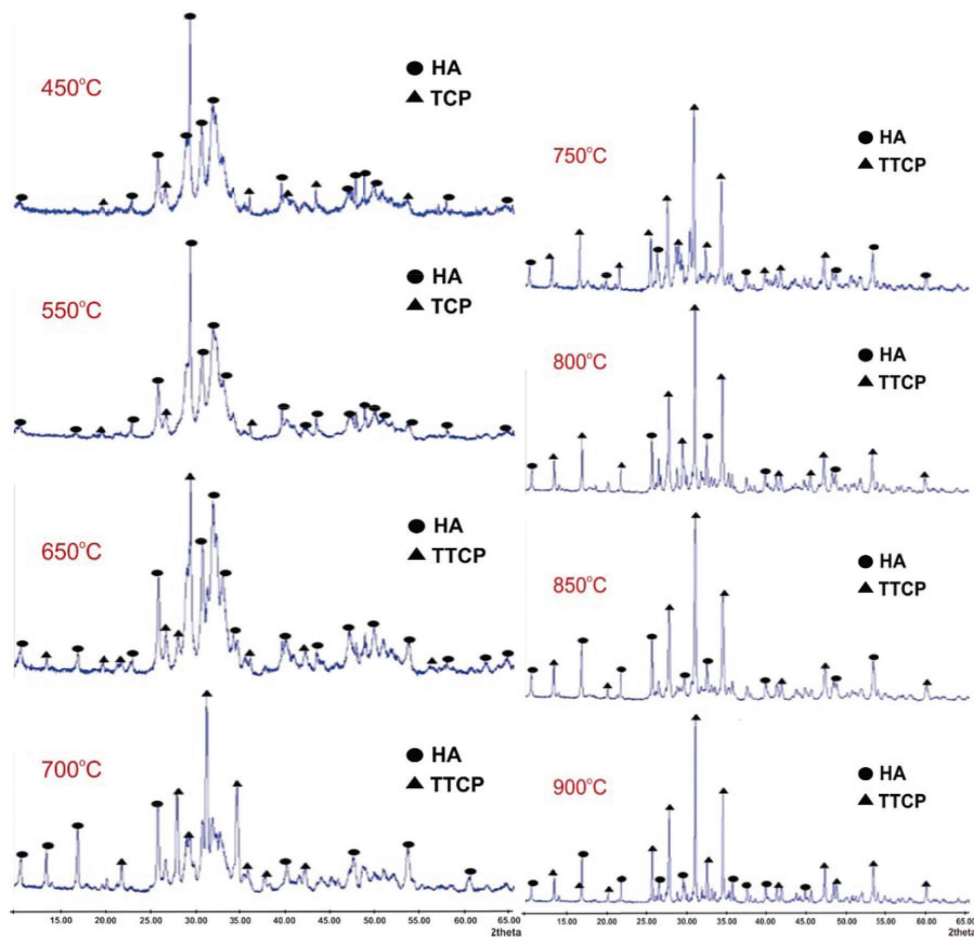 450°C
● HA
▲ TCP
550°C
● HA
▲ TCP
650°C
● HA
▲ TTCP
700°C
● HA
▲ TTCP
15.00 20.00 25.00 30.00 35.00 40.00 45.00 50.00 55.00 60.00 65.00
2theta
750°C
● HA
▲ TTCP
800°C
● HA
▲ TTCP
850°C
● HA
▲ TTCP
900°C
● HA
▲ TTCP
15.00 20.00 25.00 30.00 35.00 40.00 45.00 50.00 55.00 60.00 65.00
2theta